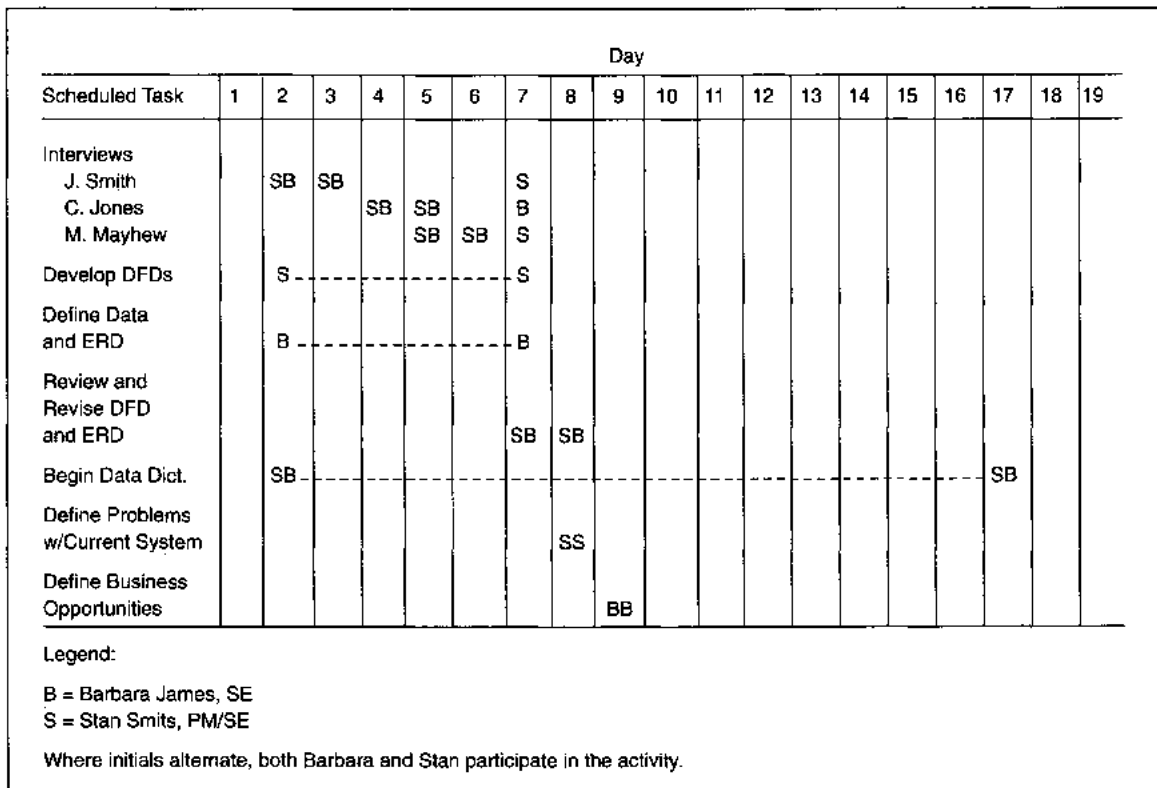 Day
Scheduled Task 1 2 3 4 5 6 7 8 9 10 11 12 13 14 15 16 17 18 19
Interviews
J. Smith SB SB S
C. Jones SB SB B
M. Mayhew SB SB S
Develop DFDs S S
Define Data
and ERD B B
Review and
Revise DFD
and ERD SB SB
Begin Data Dict. SB SB
Define Problems
w/Current System SS
Define Business
Opportunities BB
Legend:
B = Barbara James, SE
S = Stan Smits, PM/SE
Where initials alternate, both Barbara and Stan participate in the activity.